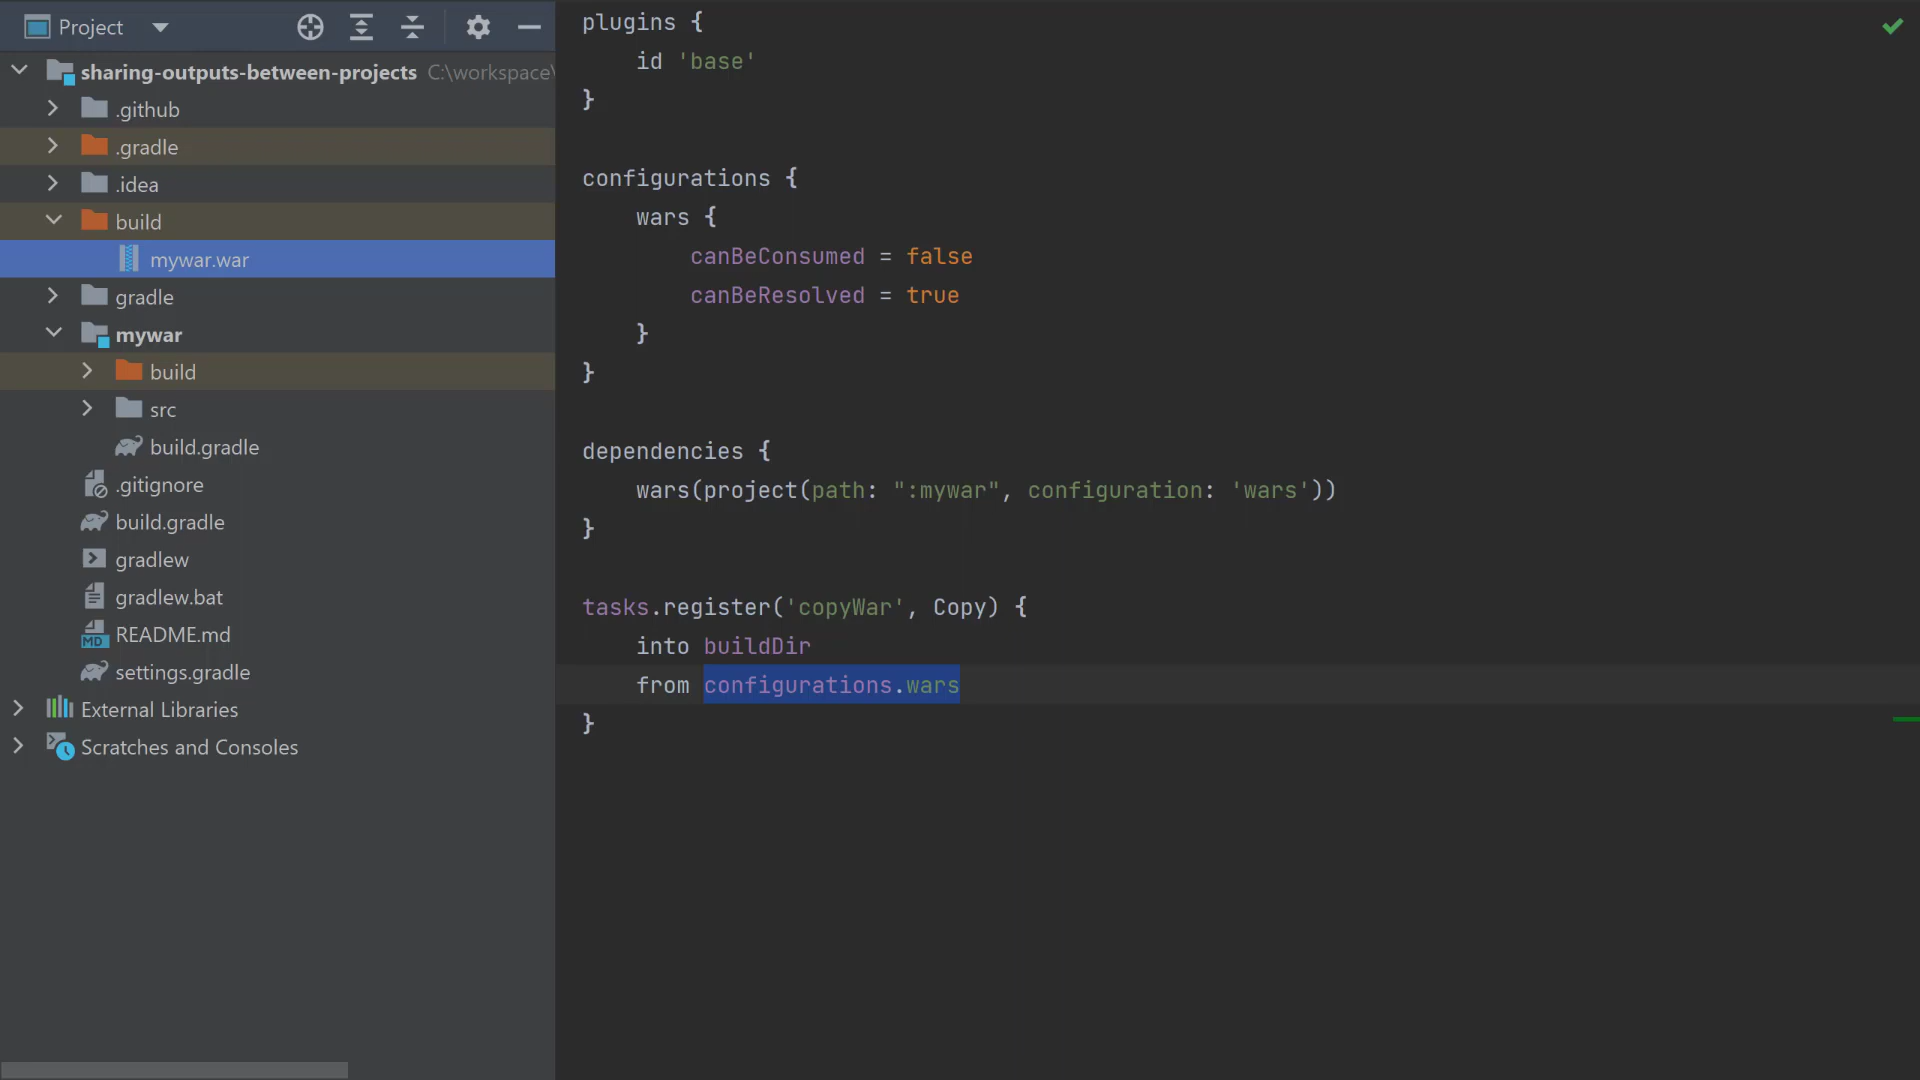 Project
sharing-outputs-between-projects C:\workspace\
.github
.gradle
.idea
build
mywar.war
gradle
mywar
build
src
build.gradle
.gitignore
build.gradle
gradlew
gradlew.bat
MD README.md
settings.gradle
External Libraries
Scratches and Consoles
plugins {
    id 'base'
}
configurations {
    wars {
        canBeConsumed = false
        canBeResolved = true
    }
}
dependencies {
    wars(project(path: ":mywar", configuration: 'wars'))
}
tasks.register('copyWar', Copy) {
    into buildDir
    from configurations.wars
}